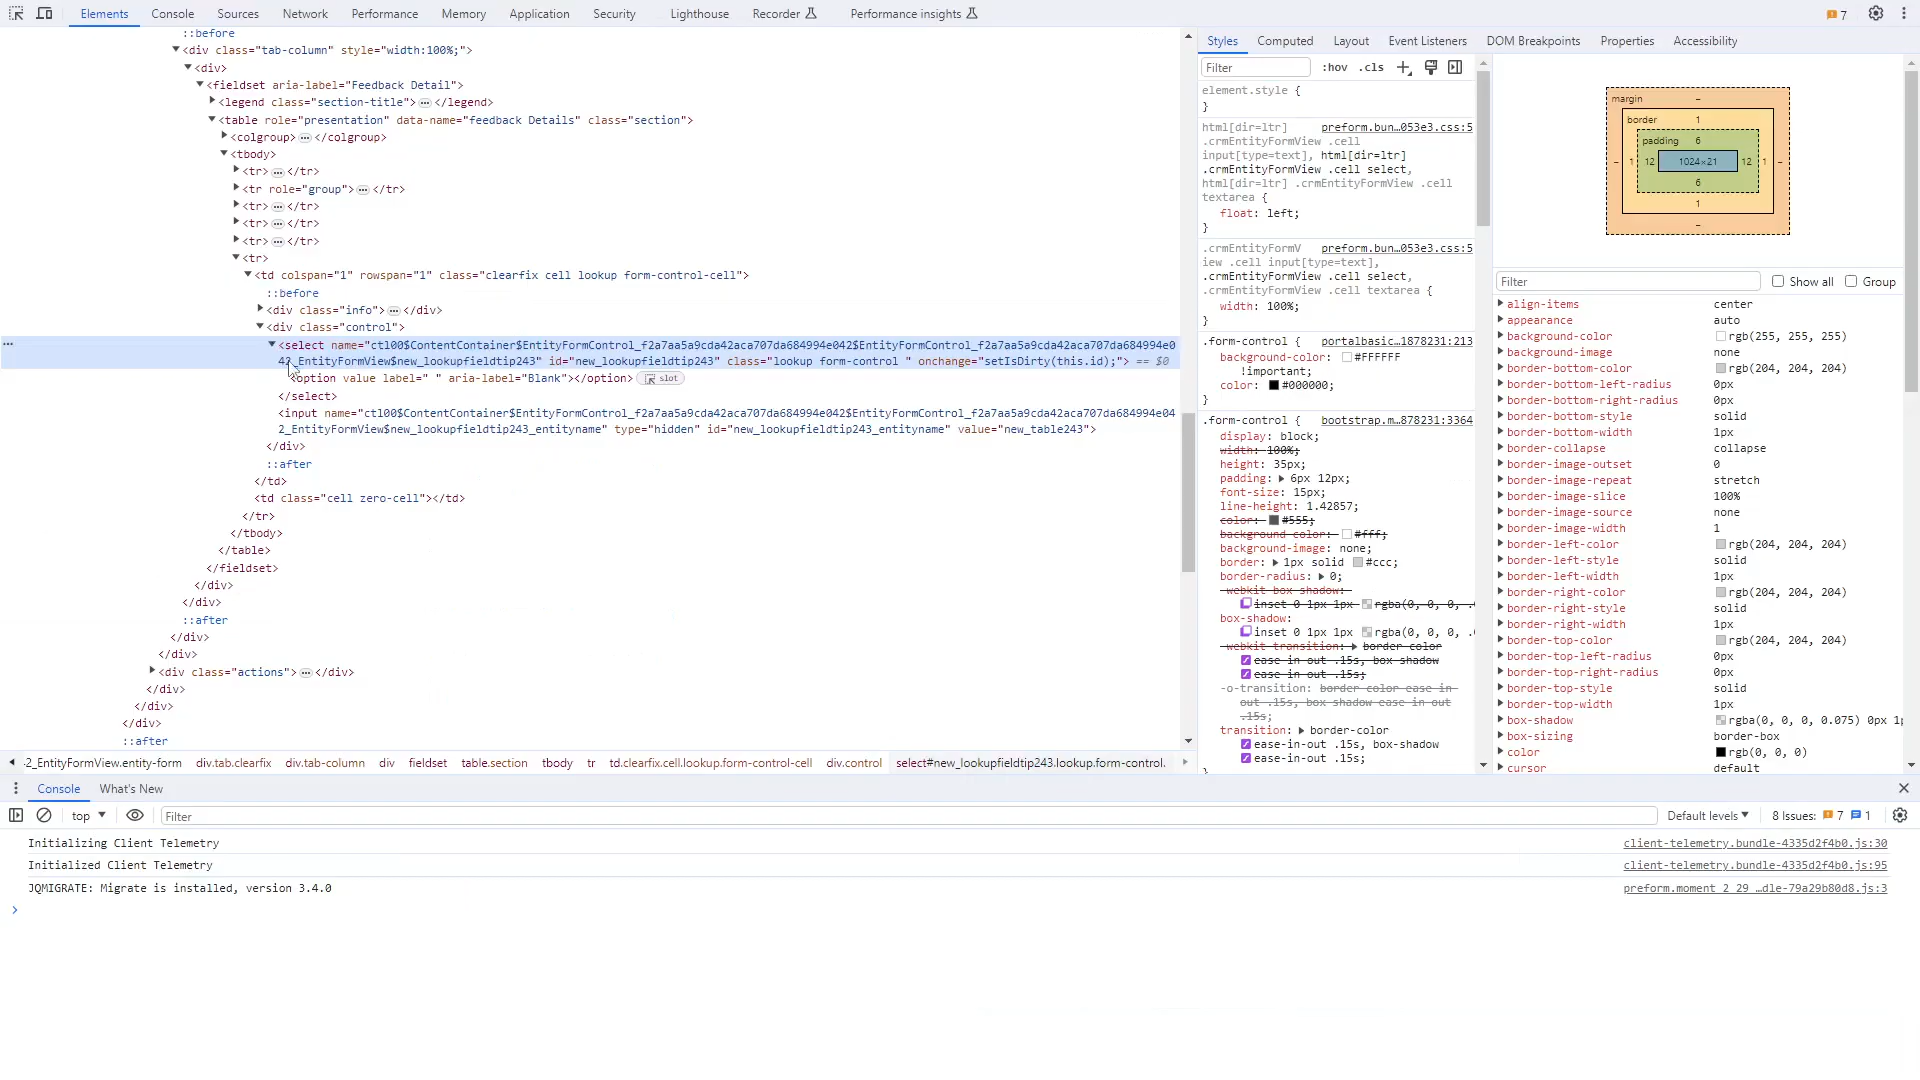 Elements Console Sources Network Performance Memory Application Security Lighthouse Recorder Performance insights 7
::before
<div class="tab-column" style="width:100%;">
<div>
<fieldset aria-label="Feedback Detail">
<legend class="section-title"> … </legend>
<table role="presentation" data-name="feedback Details" class="section">
<colgroup> … </colgroup>
<tbody>
<tr> … </tr>
<tr role="group"> … </tr>
<tr> … </tr>
<tr> … </tr>
<tr> … </tr>
<tr>
<td colspan="1" rowspan="1" class="clearfix cell lookup form-control-cell">
::before
<div class="info"> … </div>
<div class="control">
<select name="ctl00$ContentContainer$EntityFormControl_f2a7aa5a9cda42aca707da684994e042$EntityFormControl_f2a7aa5a9cda42aca707da684994e0
42_EntityFormView$new_lookupfieldtip243" id="new_lookupfieldtip243" class="lookup form-control " onchange="setIsDirty(this.id);"> == $0
<option value label=" " aria-label="Blank"></option> slot
</select>
<input name="ctl00$ContentContainer$EntityFormControl_f2a7aa5a9cda42aca707da684994e042$EntityFormControl_f2a7aa5a9cda42aca707da684994e04
2_EntityFormView$new_lookupfieldtip243_entityname" type="hidden" id="new_lookupfieldtip243_entityname" value="new_table243">
</div>
::after
</td>
<td class="cell zero-cell"></td>
</tr>
</tbody>
</table>
</fieldset>
</div>
</div>
::after
</div>
</div>
<div class="actions"> … </div>
</div>
</div>
</div>
::after
-2_EntityFormView.entity-form div.tab.clearfix div.tab-column div fieldset table.section tbody tr td.clearfix.cell.lookup.form-control-cell div.control select#new_lookupfieldtip243.lookup.form-control.
Styles Computed Layout Event Listeners DOM Breakpoints Properties Accessibility
Filter :hov .cls
element.style {
}
html[dir=ltr] preform.bun…053e3.css:5
.crmEntityFormView .cell
input[type=text], html[dir=ltr]
.crmEntityFormView .cell select,
html[dir=ltr] .crmEntityFormView .cell
textarea {
float: left;
}
.crmEntityFormV preform.bun…053e3.css:5
iew .cell input[type=text],
.crmEntityFormView .cell select,
.crmEntityFormView .cell textarea {
width: 100%;
}
.form-control { portalbasic…1878231:213
background-color: #FFFFFF
!important;
color: #000000;
}
.form-control { bootstrap.m…878231:3364
display: block;
width: 100%;
height: 35px;
padding: 6px 12px;
font-size: 15px;
line-height: 1.42857;
color: #555;
background-color: #fff;
background-image: none;
border: 1px solid #ccc;
border-radius: 0;
-webkit-box-shadow:
inset 0 1px 1px rgba(0, 0, 0, .
box-shadow:
inset 0 1px 1px rgba(0, 0, 0, .
-webkit-transition: border-color
ease-in-out .15s, box-shadow
ease-in-out .15s;
-o-transition: border-color ease-in-
out .15s, box-shadow ease-in-out
.15s;
transition: border-color
ease-in-out .15s, box-shadow
ease-in-out .15s;
}
margin –
border 1
padding 6
– 1 12 1024×21 12 1 –
6
1
–
Filter Show all Group
align-items center
appearance auto
background-color rgb(255, 255, 255)
background-image none
border-bottom-color rgb(204, 204, 204)
border-bottom-left-radius 0px
border-bottom-right-radius 0px
border-bottom-style solid
border-bottom-width 1px
border-collapse collapse
border-image-outset 0
border-image-repeat stretch
border-image-slice 100%
border-image-source none
border-image-width 1
border-left-color rgb(204, 204, 204)
border-left-style solid
border-left-width 1px
border-right-color rgb(204, 204, 204)
border-right-style solid
border-right-width 1px
border-top-color rgb(204, 204, 204)
border-top-left-radius 0px
border-top-right-radius 0px
border-top-style solid
border-top-width 1px
box-shadow rgba(0, 0, 0, 0.075) 0px 1p
box-sizing border-box
color rgb(0, 0, 0)
cursor default
Console What's New
top Filter Default levels 8 Issues: 7 1
Initializing Client Telemetry client-telemetry.bundle-4335d2f4b0.js:30
Initialized Client Telemetry client-telemetry.bundle-4335d2f4b0.js:95
JQMIGRATE: Migrate is installed, version 3.4.0 preform.moment_2_29_…dle-79a29b80d8.js:3